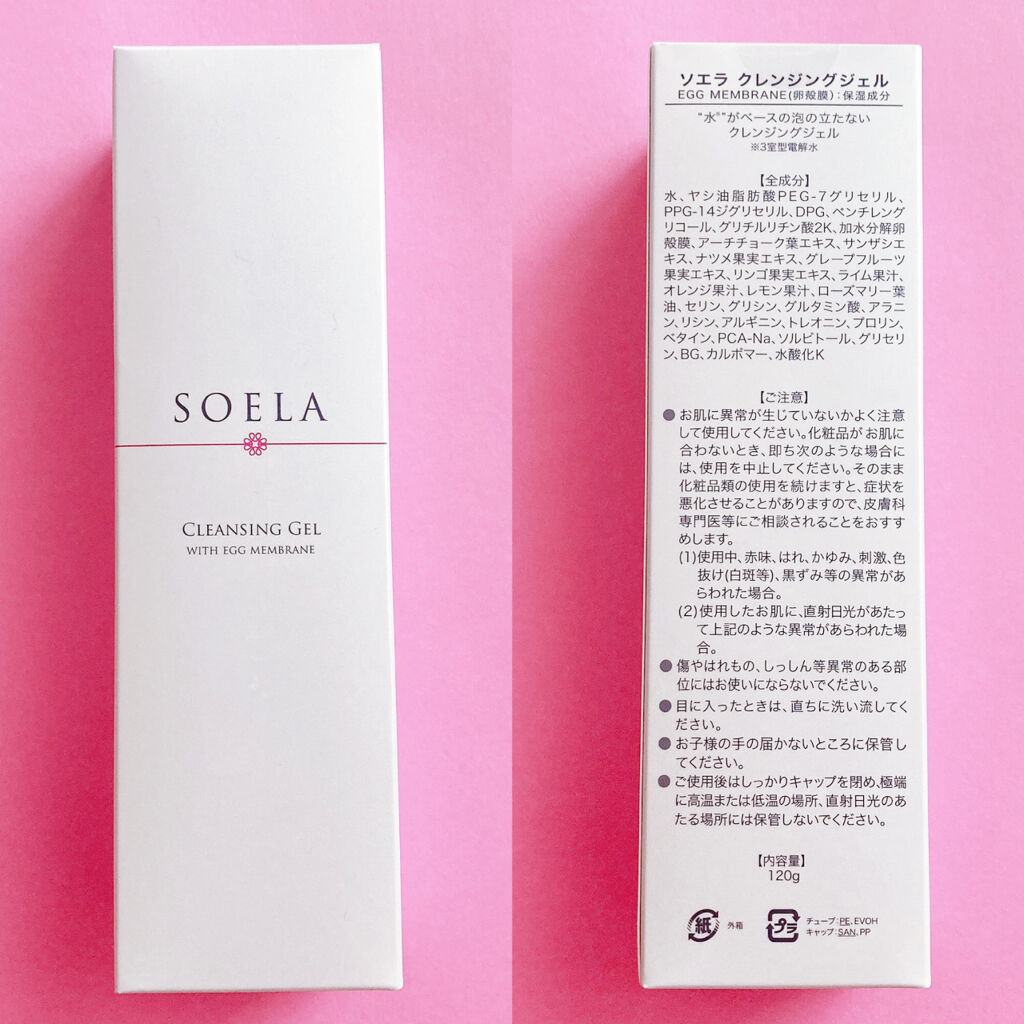 SOELA
CLEANSING GEL
WITH EGG MEMBRANE
ソエラ クレンジングジェル
EGG MEMBRANE(卵殻膜):保湿成分
"水※"がベースの泡の立たない
クレンジングジェル
※3室型電解水
【全成分】
水、ヤシ油脂肪酸PEG-7グリセリル、
PPG-14ジグリセリル、DPG、ペンチレング
リコール、グリチルリチン酸2K、加水分解卵
殻膜、アーチチョーク葉エキス、サンザシエ
キス、ナツメ果実エキス、グレープフルーツ
果実エキス、リンゴ果実エキス、ライム果汁、
オレンジ果汁、レモン果汁、ローズマリー葉
油、セリン、グリシン、グルタミン酸、アラニ
ン、リシン、アルギニン、トレオニン、プロリン、
ベタイン、PCA-Na、ソルビトール、グリセリ
ン、BG、カルボマー、水酸化K
【ご注意】
●お肌に異常が生じていないかよく注意
して使用してください。化粧品がお肌に
合わないとき、即ち次のような場合に
は、使用を中止してください。そのまま
化粧品類の使用を続けますと、症状を
悪化させることがありますので、皮膚科
専門医等にご相談されることをおすす
めします。
(1)使用中、赤味、はれ、かゆみ、刺激、色
抜け(白斑等)、黒ずみ等の異常があ
らわれた場合。
(2)使用したお肌に、直射日光があたっ
て上記のような異常があらわれた場
合。
●傷やはれもの、しっしん等異常のある部
位にはお使いにならないでください。
●目に入ったときは、直ちに洗い流してく
ださい。
●お子様の手の届かないところに保管し
てください。
●ご使用後はしっかりキャップを閉め、極端
に高温または低温の場所、直射日光のあ
たる場所には保管しないでください。
【内容量】
120g
紙 外箱 プラ チューブ:PE、EVOH
キャップ:SAN、PP